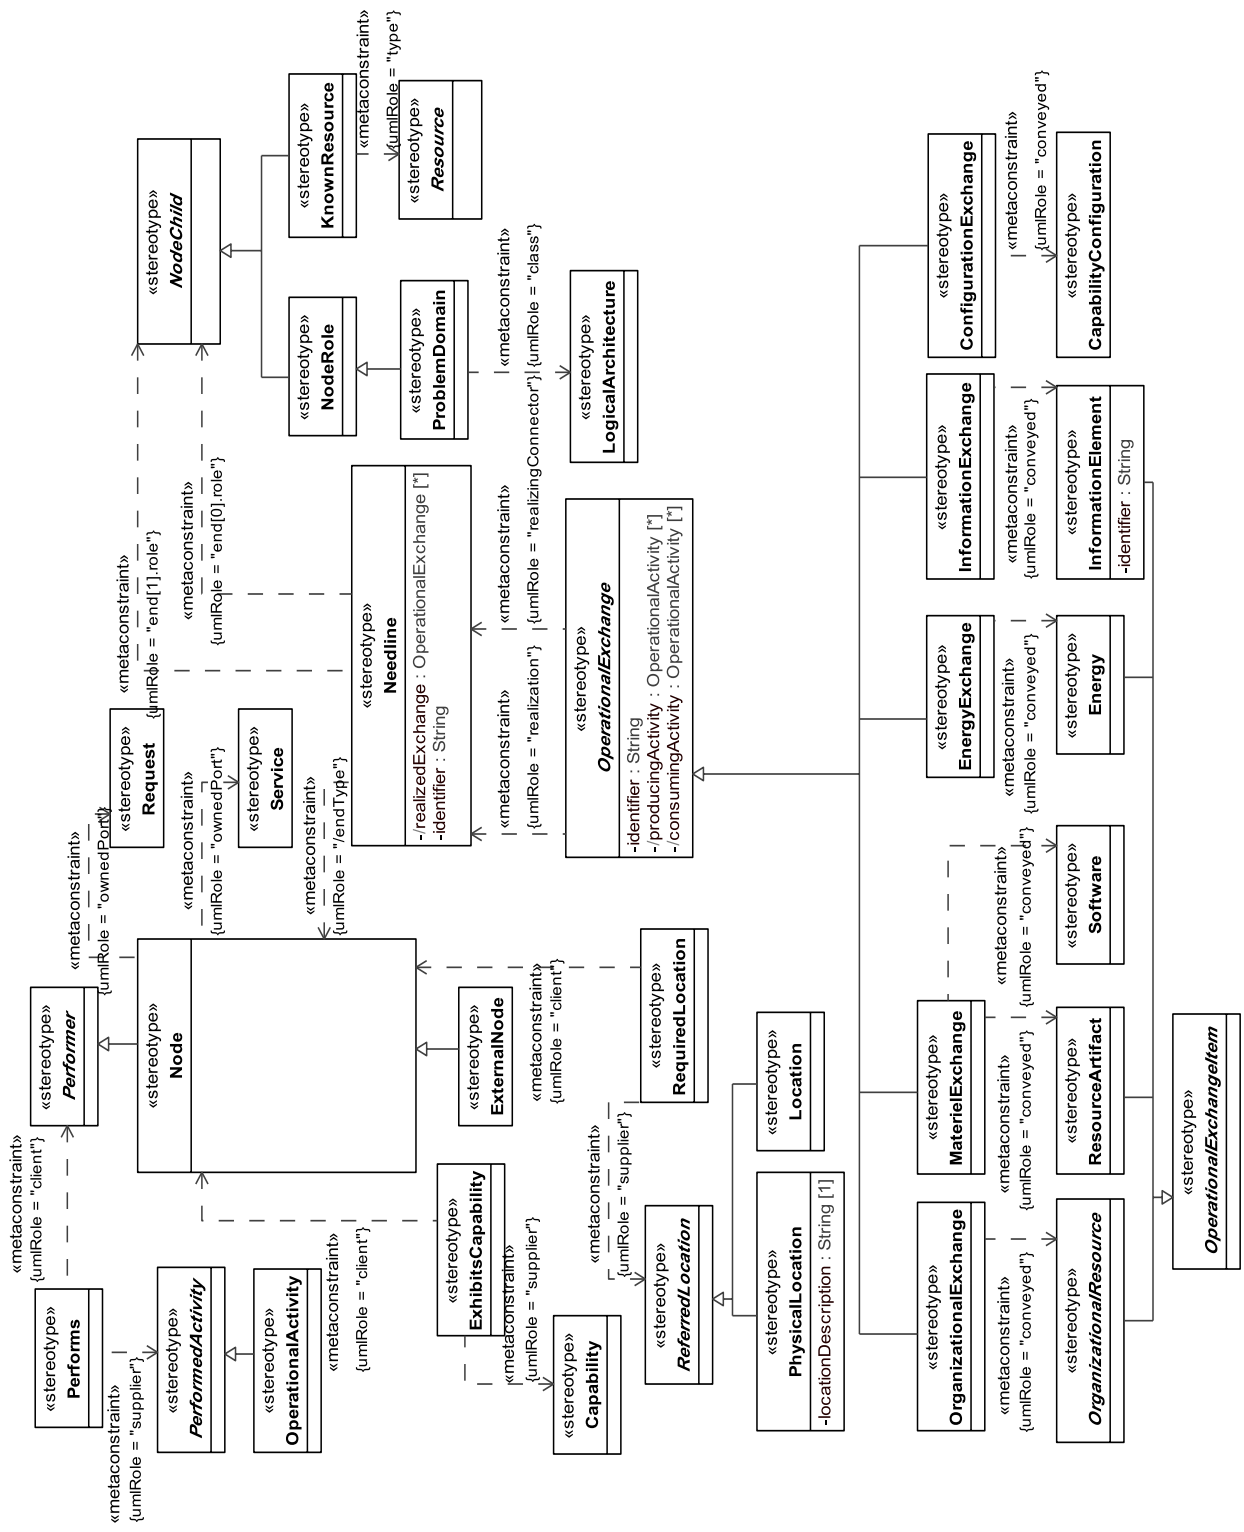 «metaconstraint»
{umlRole = "client"}
«stereotype»
Performs
«stereotype»
Performer
«metaconstraint»
{umlRole = "ownedPort"}
«metaconstraint»
{umlRole = "supplier"}
«stereotype»
Request
«metaconstraint»
{umlRole = "end[1].role"}
«stereotype»
PerformedActivity
«stereotype»
Node
«metaconstraint»
{umlRole = "ownedPort"}
«metaconstraint»
{umlRole = "end[0].role"}
«stereotype»
NodeChild
«stereotype»
OperationalActivity
«stereotype»
Service
«metaconstraint»
{umlRole = "client"}
«metaconstraint»
{umlRole = "/endType"}
«stereotype»
NodeRole
«stereotype»
KnownResource
«metaconstraint»
{umlRole = "type"}
«stereotype»
Needline
-/realizedExchange : OperationalExchange [*]
-identifier : String
«stereotype»
ProblemDomain
«stereotype»
Resource
«stereotype»
ExhibitsCapability
«stereotype»
ExternalNode
«metaconstraint»
{umlRole = "supplier"}
«metaconstraint»
{umlRole = "client"}
«metaconstraint»
{umlRole = "realization"}
«metaconstraint»
{umlRole = "realizingConnector"}
«metaconstraint»
{umlRole = "class"}
«stereotype»
Capability
«stereotype»
OperationalExchange
-identifier : String
-/producingActivity : OperationalActivity [*]
-/consumingActivity : OperationalActivity [*]
«stereotype»
LogicalArchitecture
«metaconstraint»
{umlRole = "supplier"}
«stereotype»
ReferredLocation
«stereotype»
RequiredLocation
«stereotype»
PhysicalLocation
-locationDescription : String [1]
«stereotype»
Location
«stereotype»
OrganizationalExchange
«stereotype»
MaterielExchange
«stereotype»
EnergyExchange
«stereotype»
InformationExchange
«stereotype»
ConfigurationExchange
«metaconstraint»
{umlRole = "conveyed"}
«metaconstraint»
{umlRole = "conveyed"}
«metaconstraint»
{umlRole = "conveyed"}
«metaconstraint»
{umlRole = "conveyed"}
«metaconstraint»
{umlRole = "conveyed"}
«metaconstraint»
{umlRole = "conveyed"}
«stereotype»
OrganizationalResource
«stereotype»
ResourceArtifact
«stereotype»
Software
«stereotype»
Energy
«stereotype»
InformationElement
-identifier : String
«stereotype»
CapabilityConfiguration
«stereotype»
OperationalExchangeItem